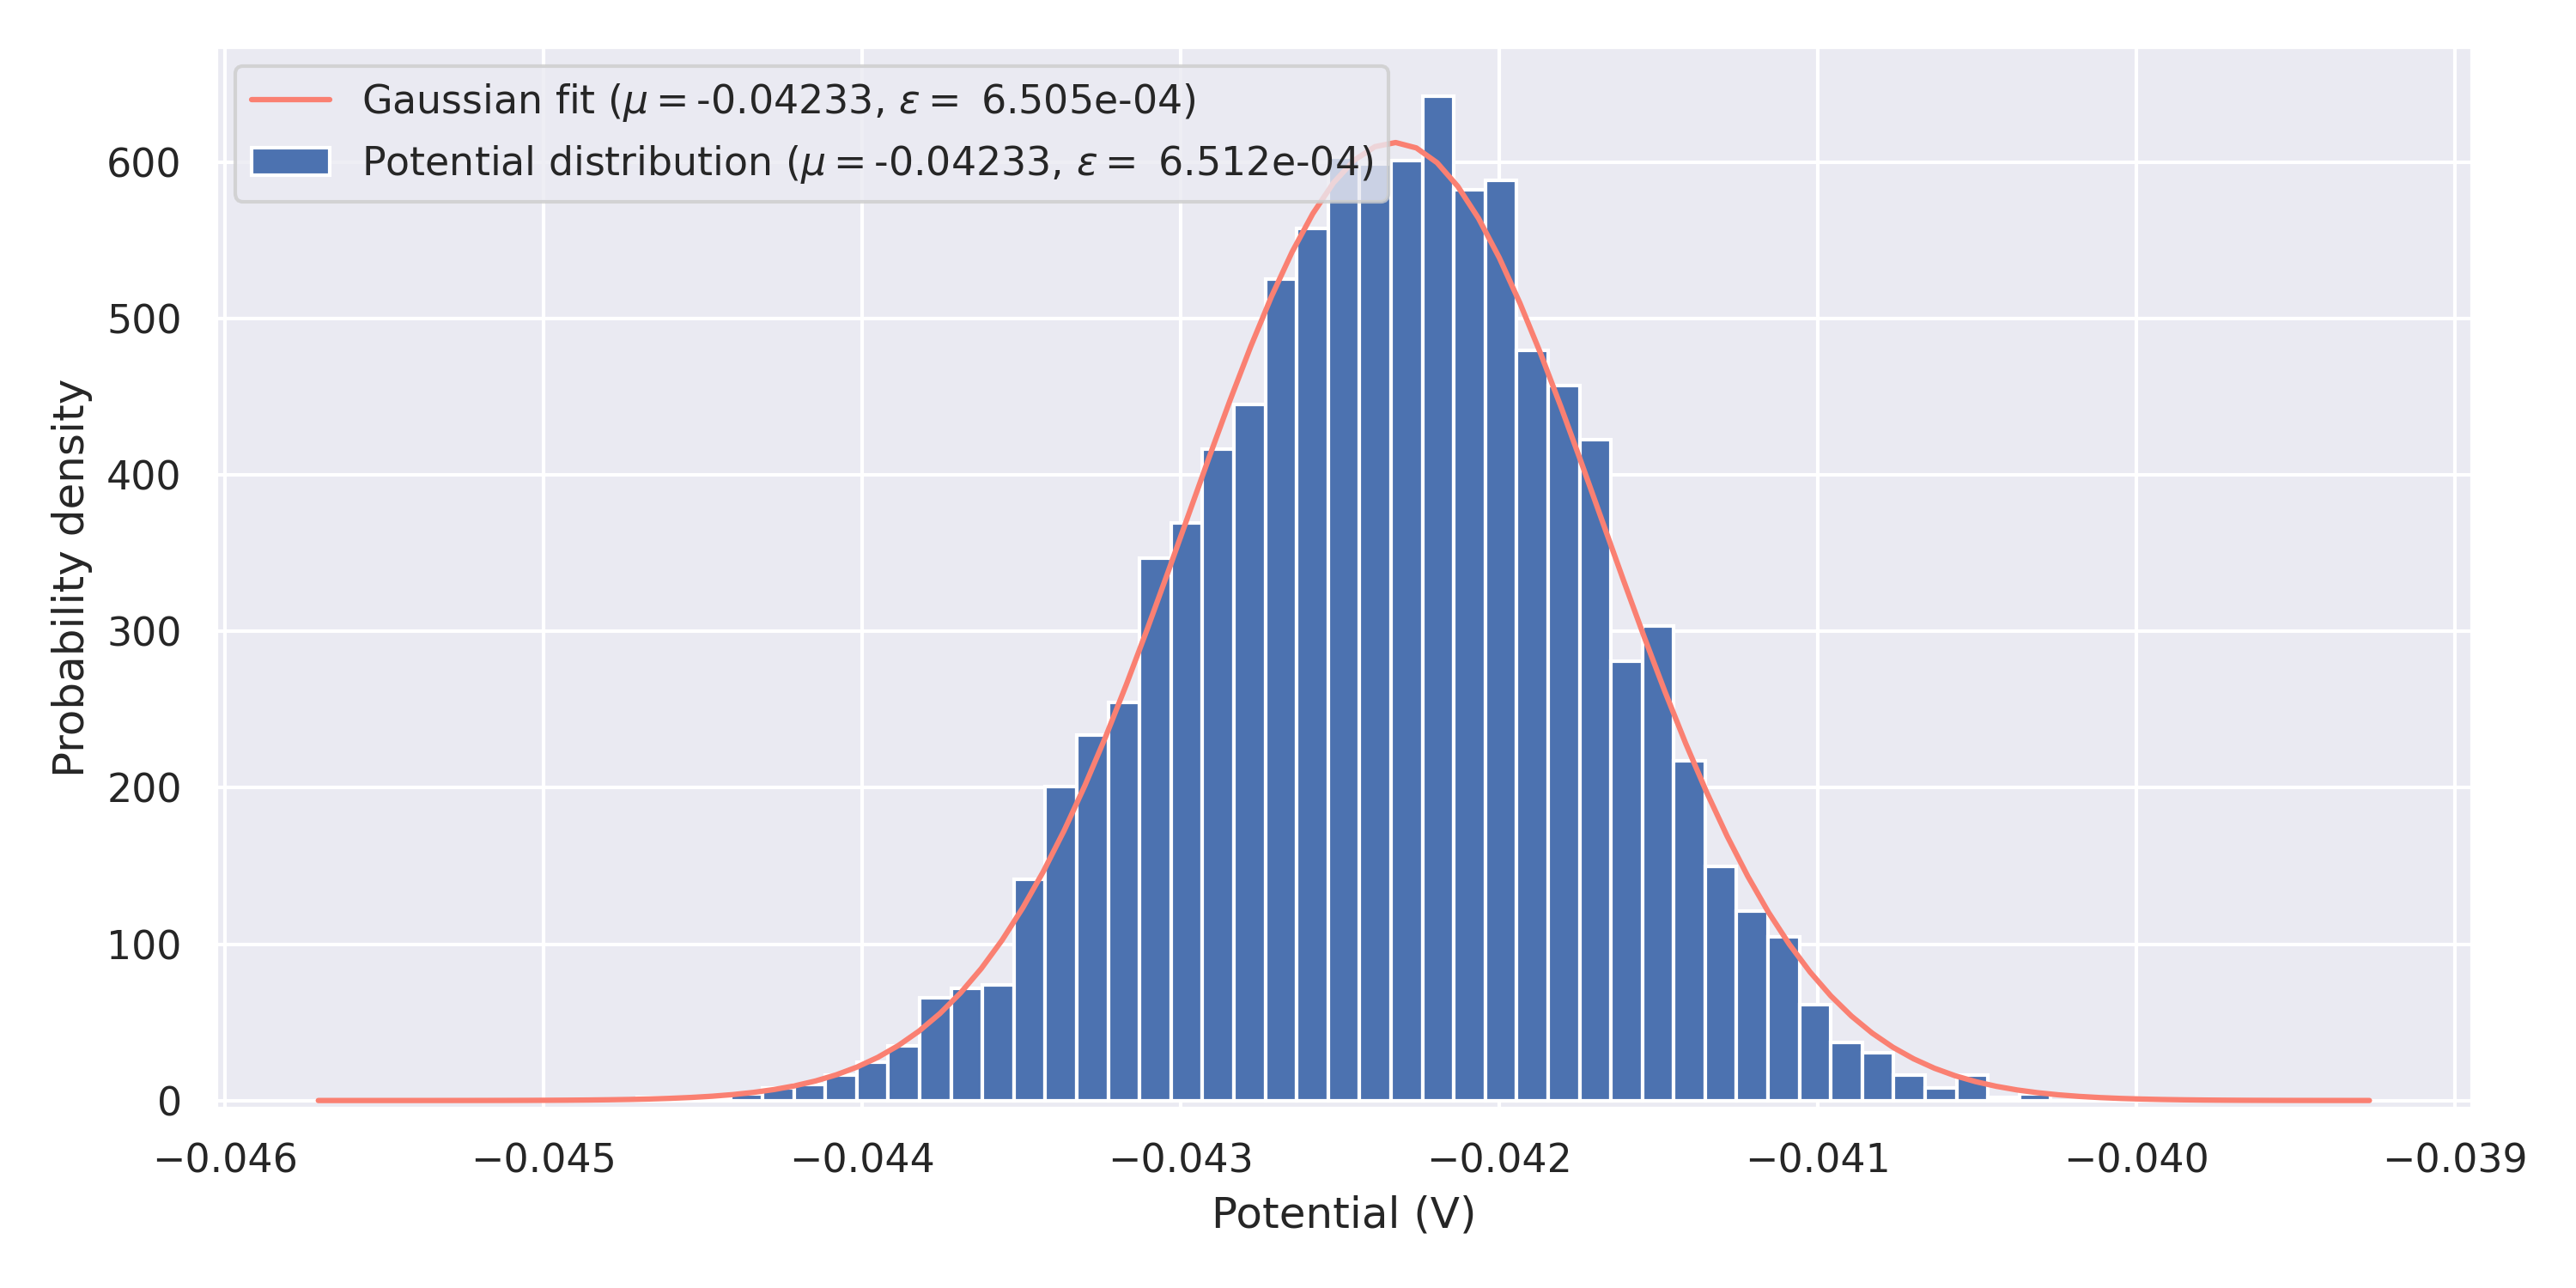 Gaussian fit (μ = -0.04233, ε = 6.505e-04)
Potential distribution (μ = -0.04233, ε = 6.512e-04)
Probability density
600
500
400
300
200
100
0
−0.046 −0.045 −0.044 −0.043 −0.042 −0.041 −0.040 −0.039
Potential (V)